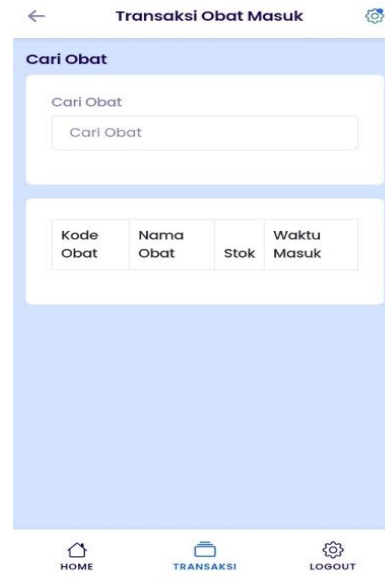 Transaksi Obat Masuk
Cari Obat
Cari Obat
Cari Obat
Kode Obat Nama Obat Stok Waktu Masuk
HOME TRANSAKSI LOGOUT